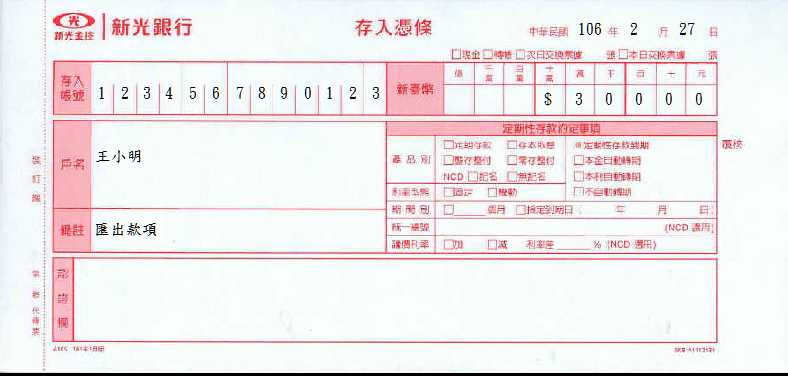 新光金控 新光銀行 存入憑條 中華民國 106 年 2 月 27 日
□現金 □轉帳 □次日交換票據 張 □本日交換票據 張
存入帳號 1 2 3 4 5 6 7 8 9 0 1 2 3 新臺幣 億 千萬 百萬 十萬 萬 千 百 十 元
$ 3 0 0 0 0
定期性存款約定事項
戶名 王小明
產品別 □定期存款 □存本取息 ※定期性存款到期
□整存整付 □零存整付 □本金自動轉期
NCD □記名 □無記名 □本利自動轉期
利率型態 □固定 □機動 □不自動轉期
期間別 □ 個月 □指定到期日( 年 月 日)
備註 匯出款項
統一編號 (NCD 適用)
議價利率 □加 □減 利率差 % (NCD 適用)
覆核
認證欄
裝訂線
第一聯 代傳票